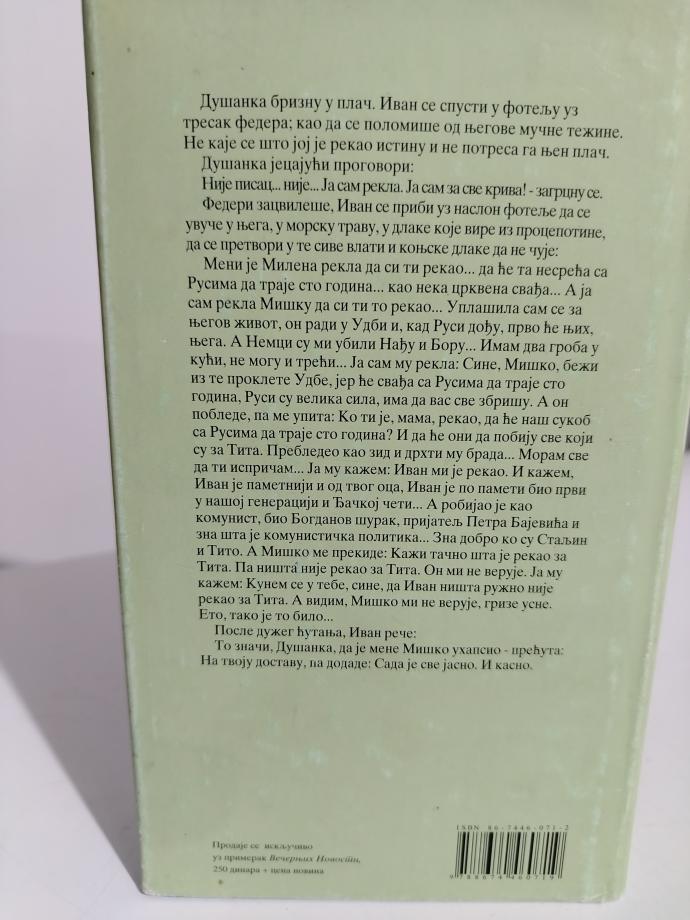 Душанка бризну у плач. Иван се спусти у фотељу уз
тресак федера; као да се поломише од његове мучне тежине.
Не каје се што јој је рекао истину и не потреса га њен плач.
Душанка јецајући проговори:
Није писац... није... Ја сам рекла. Ја сам за све крива! - загрцну се.
Федери зацвилеше, Иван се приби уз наслон фотеље да се
увуче у њега, у морску траву, у длаке које вире из процепотине,
да се претвори у те сиве влати и коњске длаке да не чује:
Мени је Милена рекла да си ти рекао... да ће та несрећа са
Русима да траје сто година... као нека црквена свађа... А ја
сам рекла Мишку да си ти то рекао... Уплашила сам се за
његов живот, он ради у Удби и, кад Руси дођу, прво ће њих,
њега. А Немци су ми убили Нађу и Бору... Имам два гроба у
кући, не могу и трећи... Ја сам му рекла: Сине, Мишко, бежи
из те проклете Удбе, јер ће свађа са Русима да траје сто
година, Руси су велика сила, има да вас све збришу. А он
побледе, па ме упита: Ко ти је, мама, рекао, да ће наш сукоб
са Русима да траје сто година? И да ће они да побију све који
су за Тита. Пребледео као зид и дрхти му брада... Морам све
да ти испричам... Ја му кажем: Иван ми је рекао. И кажем,
Иван је паметнији и од твог оца, Иван је по памети био први
у нашој генерацији и Ђачкој чети... А робијао је као
комунист, био Богданов шурак, пријатељ Петра Бајевића и
зна шта је комунистичка политика... Зна добро ко су Стаљин
и Тито. А Мишко ме прекиде: Кажи тачно шта је рекао за
Тита. Па ништа није рекао за Тита. Он ми не верује. Ја му
кажем: Кунем се у тебе, сине, да Иван ништа ружно није
рекао за Тита. А видим, Мишко ми не верује, гризе усне.
Ето, тако је то било...
После дужег ћутања, Иван рече:
То значи, Душанка, да је мене Мишко ухапсио - прећута:
На твоју доставу, па додаде: Сада је све јасно. И касно.
Продаје се искључиво
уз примерак Вечерњих Новости,
250 динара + цена новина
ISBN 86-7446-071-2
9 788674 460719